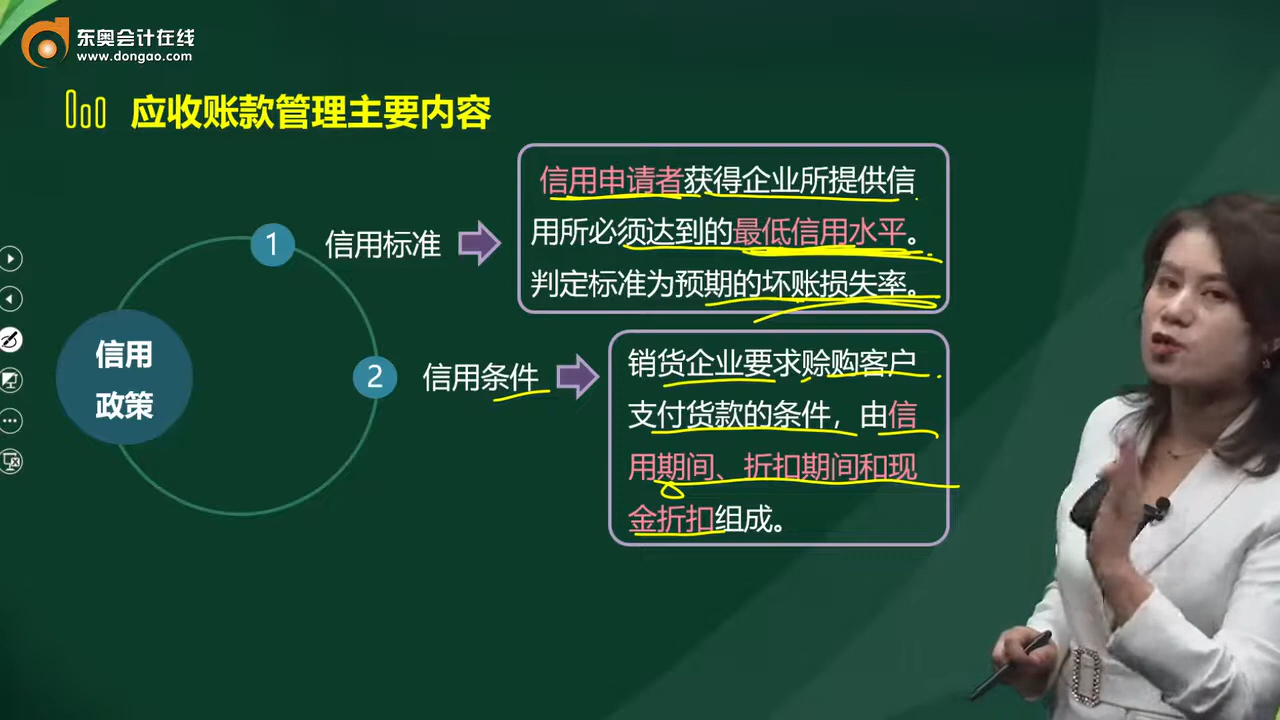 东奥会计在线
www.dongao.com
应收账款管理主要内容
信用
政策
1
信用标准
信用申请者获得企业所提供信
用所必须达到的最低信用水平。
判定标准为预期的坏账损失率。
2
信用条件
销货企业要求赊购客户
支付货款的条件，由信
用期间、折扣期间和现
金折扣组成。